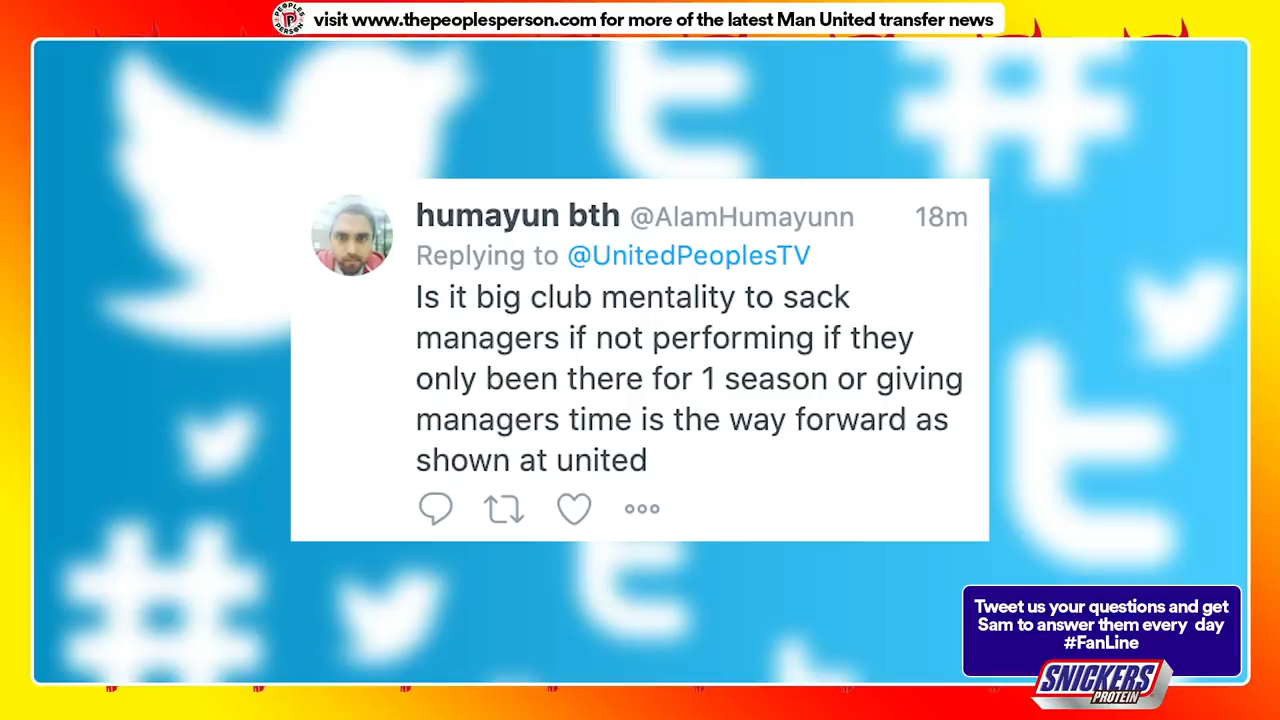 PEOPLES PERSON
visit www.thepeoplesperson.com for more of the latest Man United transfer news
humayun bth @AlamHumayunn 18m
Replying to @UnitedPeoplesTV
Is it big club mentality to sack
managers if not performing if they
only been there for 1 season or giving
managers time is the way forward as
shown at united
Tweet us your questions and get
Sam to answer them every day
#FanLine
SNICKERS
PROTEIN